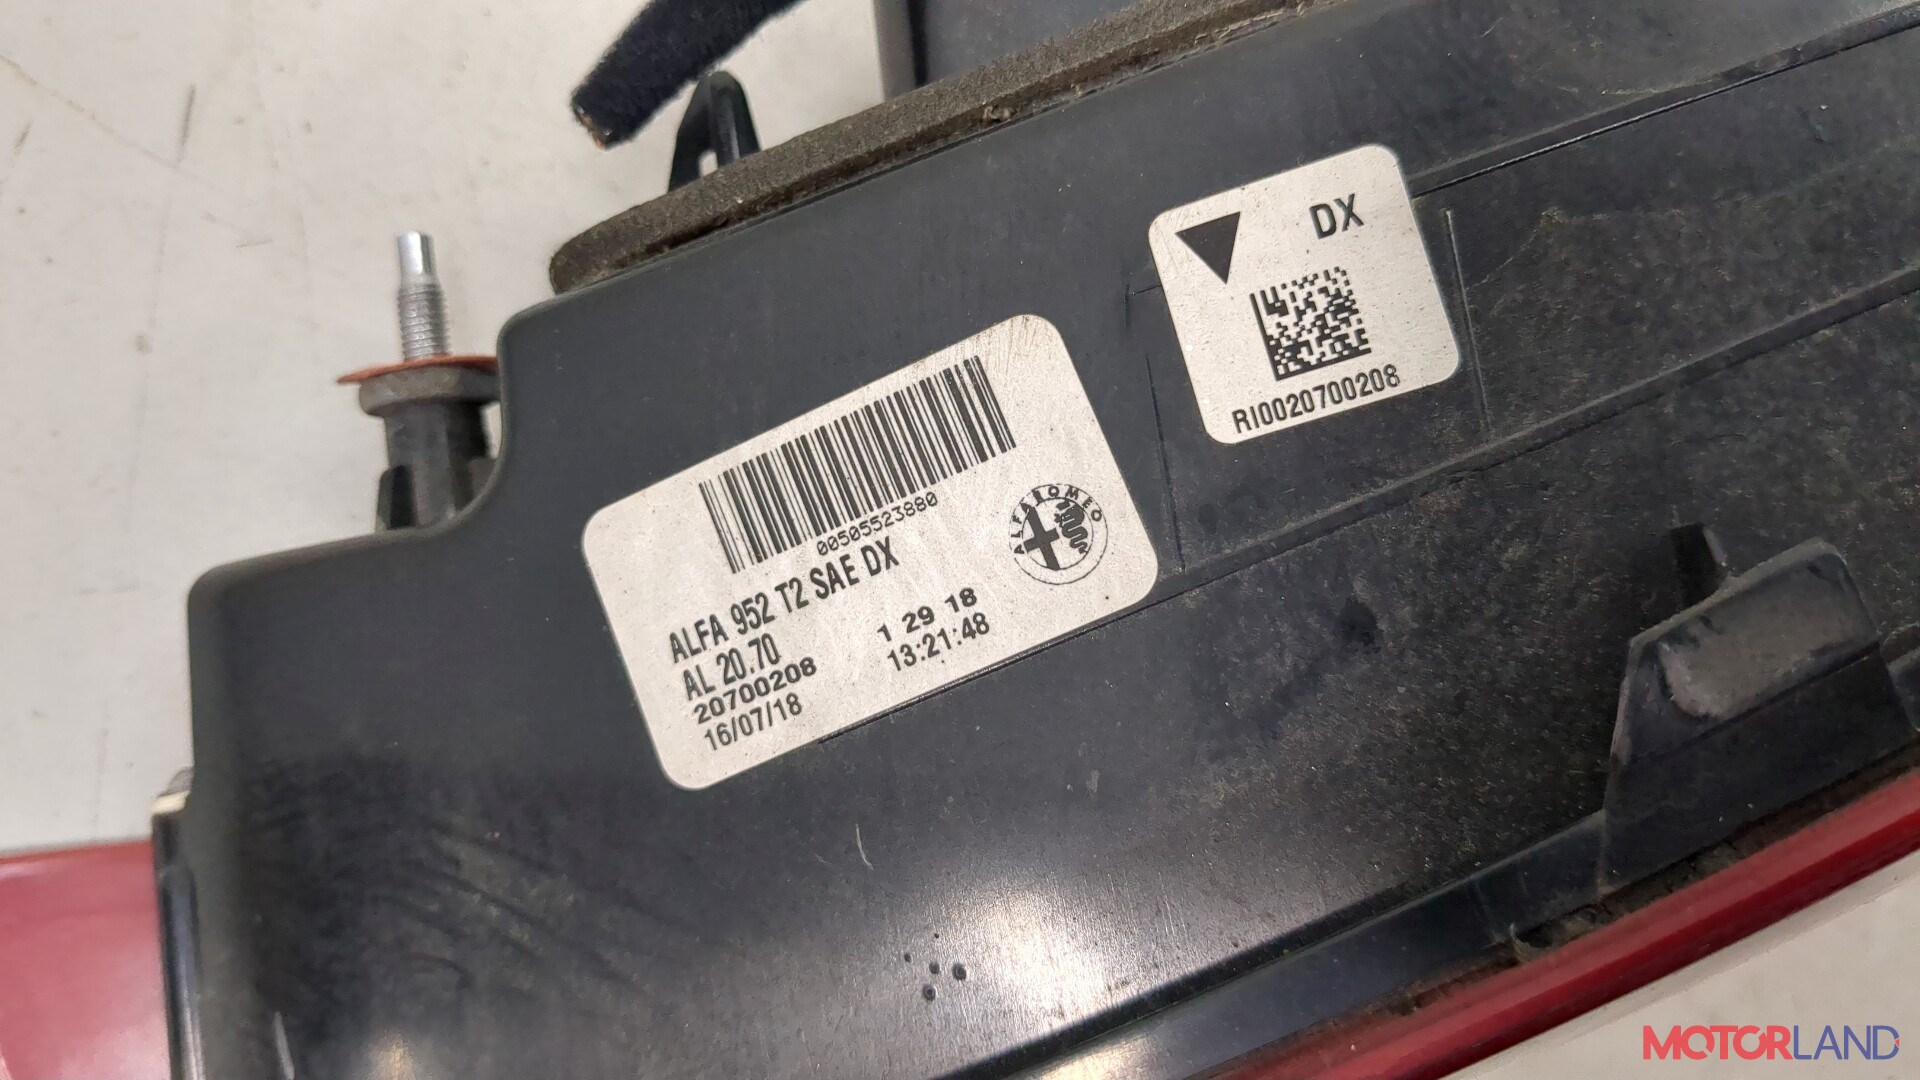 DX
RI0020700208
00505523880
ALFA 952 T2 SAE DX
AL 20.70
20700208
16/07/18
1 29 18
13:21:48
ALFA ROMEO
MOTORLAND